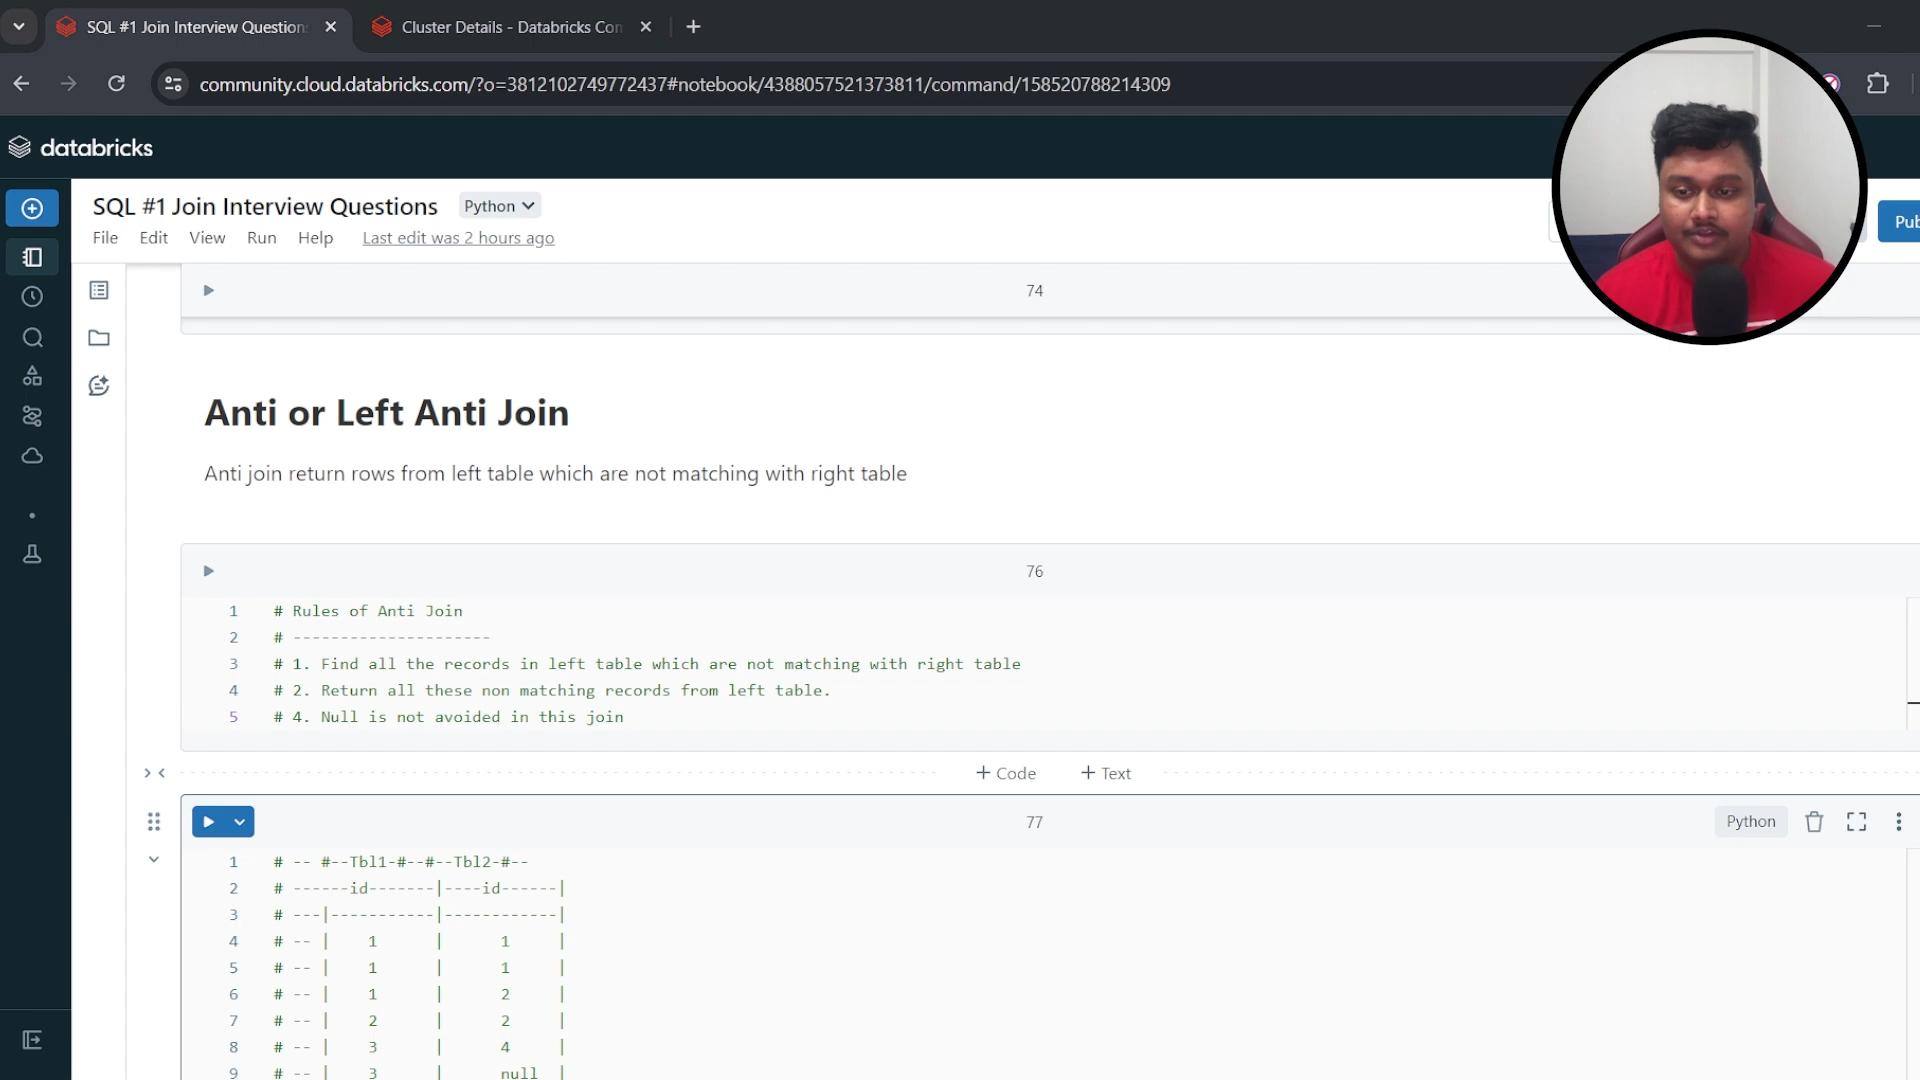 SQL #1 Join Interview Question
Cluster Details - Databricks Con
community.cloud.databricks.com/?o=3812102749772437#notebook/4388057521373811/command/158520788214309
databricks
SQL #1 Join Interview Questions
Python
File Edit View Run Help Last edit was 2 hours ago
Pub
74
Anti or Left Anti Join
Anti join return rows from left table which are not matching with right table
76
1 # Rules of Anti Join
2 # ---------------------
3 # 1. Find all the records in left table which are not matching with right table
4 # 2. Return all these non matching records from left table.
5 # 4. Null is not avoided in this join
+ Code + Text
77
Python
1 # -- #--Tbl1-#--#--Tbl2-#--
2 # ------id-------|----id------|
3 # ---|-----------|------------|
4 # -- | 1 | 1 |
5 # -- | 1 | 1 |
6 # -- | 1 | 2 |
7 # -- | 2 | 2 |
8 # -- | 3 | 4 |
9 # -- | 3 | null |